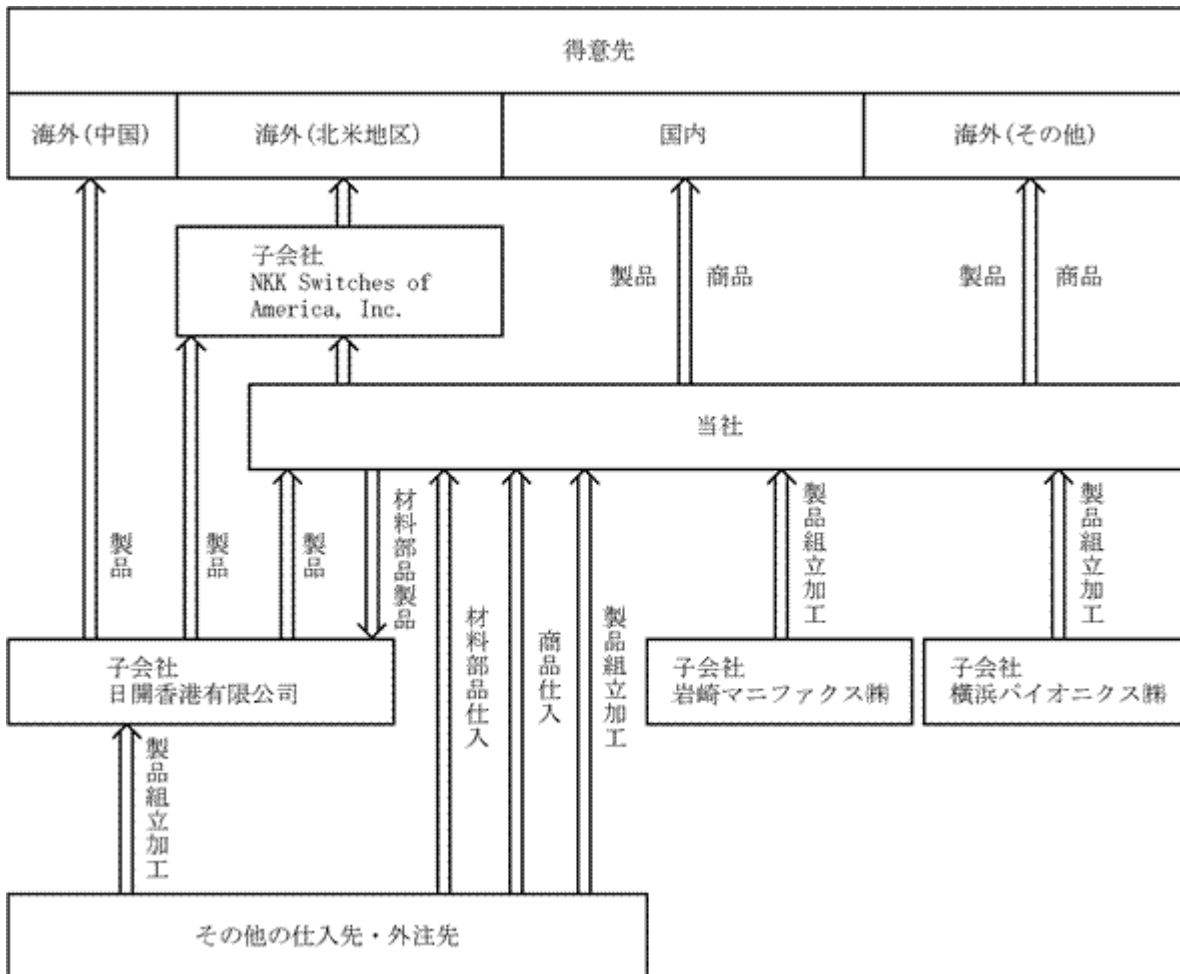 得意先
海外(中国)
海外(北米地区)
国内
海外(その他)
子会社
NKK Switches of
America, Inc.
製品
商品
製品
商品
当社
製品
製品
製品
材料部品製品
材料部品仕入
商品仕入
製品組立加工
製品組立加工
製品組立加工
子会社
日開香港有限公司
子会社
岩崎マニファクス㈱
子会社
横浜バイオニクス㈱
製品組立加工
その他の仕入先・外注先